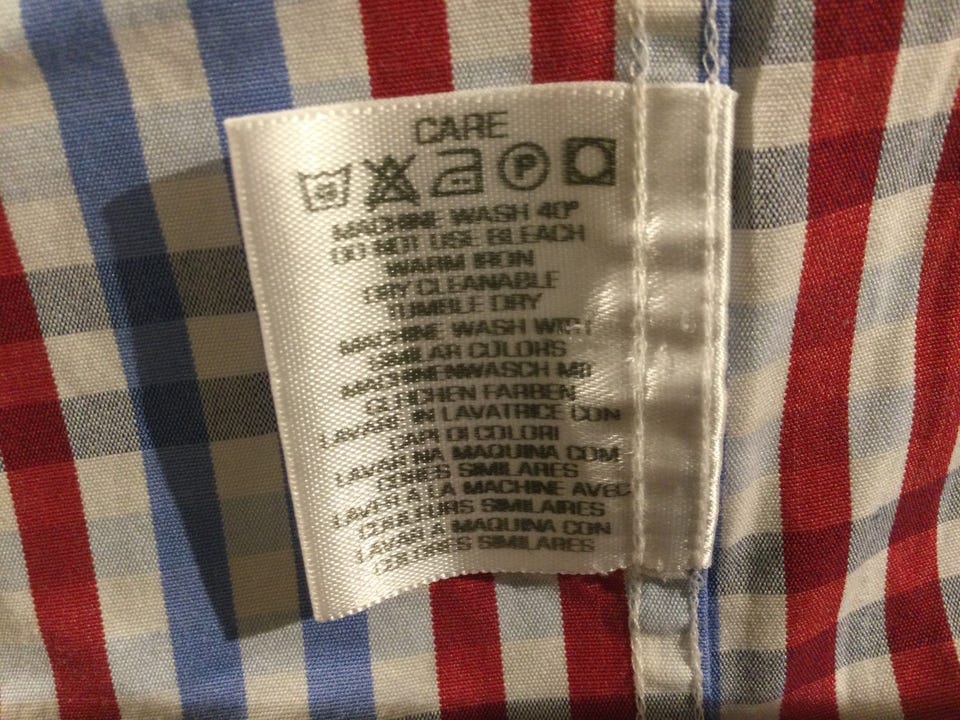 CARE
P
MACHINE WASH 40°
DO NOT USE BLEACH
WARM IRON
DRY CLEANABLE
TUMBLE DRY
MACHINE WASH WITH
SIMILAR COLORS
MACHINENWASCH MIT
GLEICHEN FARBEN
LAVARE IN LAVATRICE CON
CAPI DI COLORI
LAVAR NA MAQUINA COM
CORES SIMILARES
LAVER A LA MACHINE AVEC
COULEURS SIMILAIRES
LAVAR A MAQUINA CON
COLORES SIMILARES